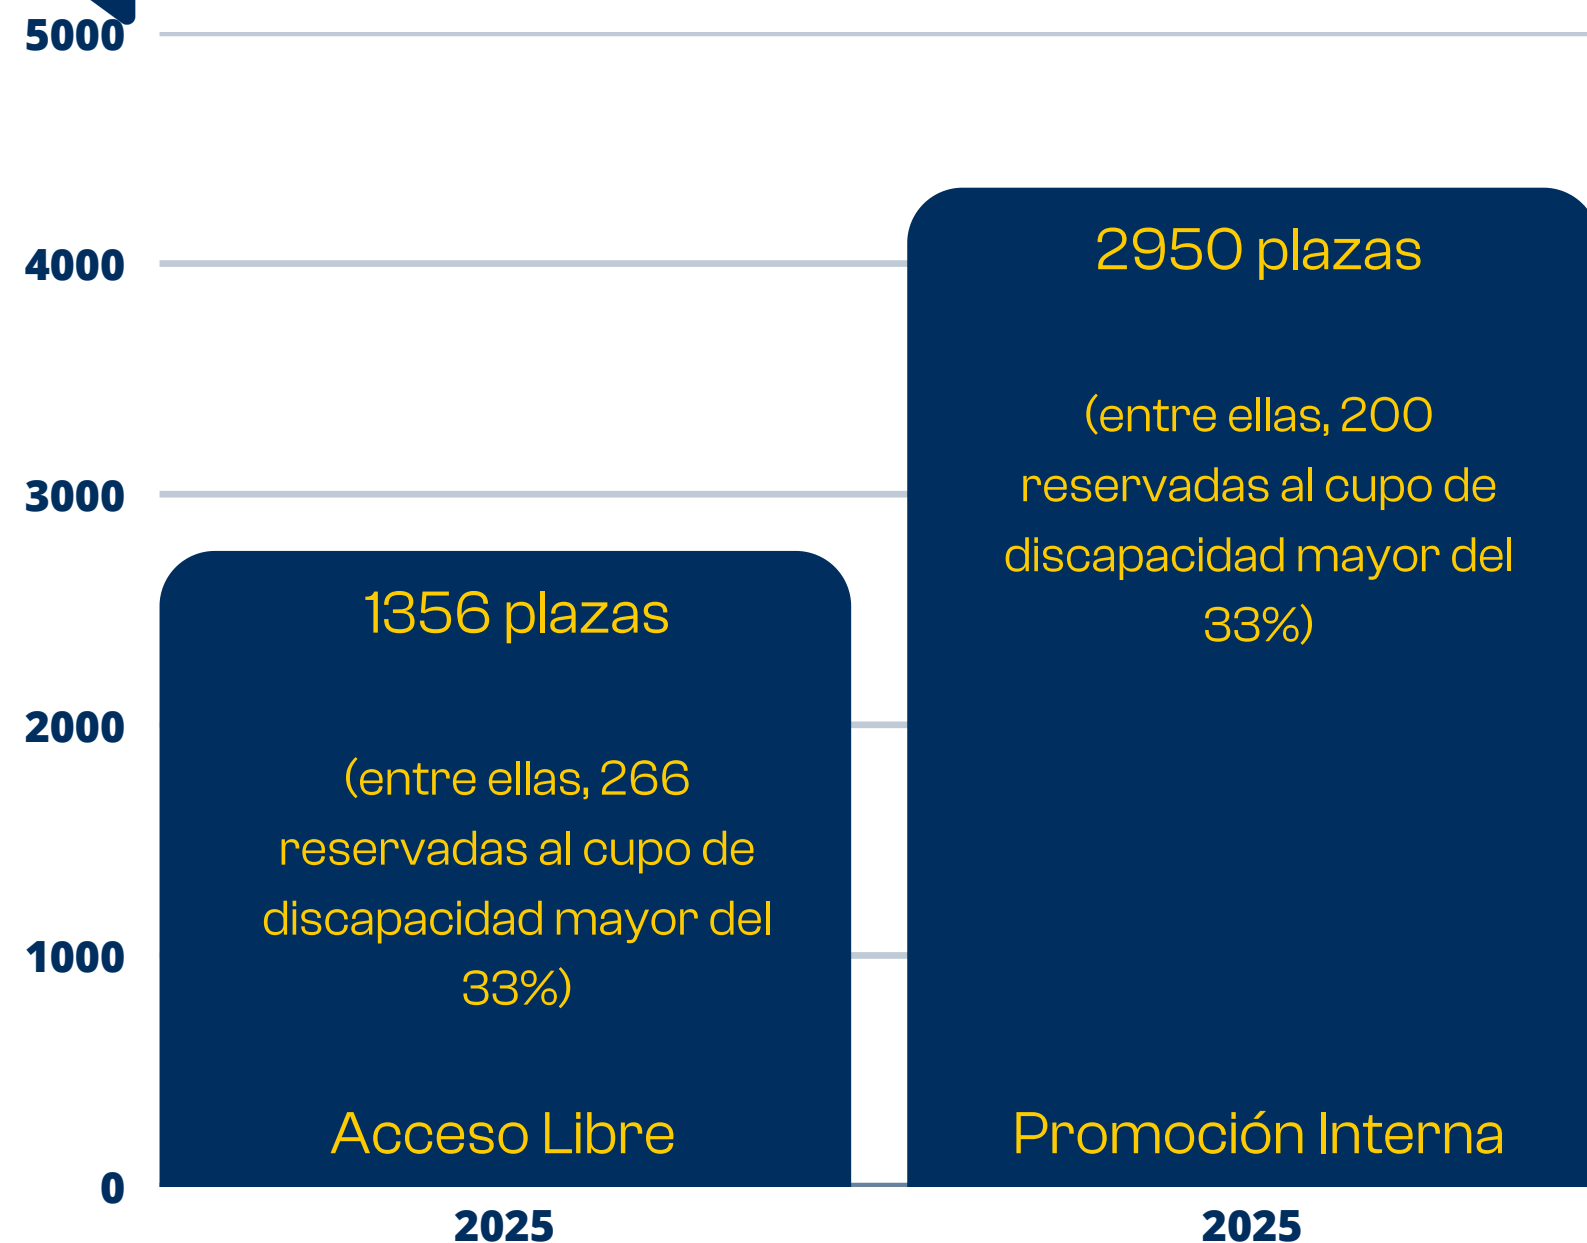 5000
4000
3000
2000
1000
0
1356 plazas
(entre ellas, 266
reservadas al cupo de
discapacidad mayor del
33%)
Acceso Libre
2025
2950 plazas
(entre ellas, 200
reservadas al cupo de
discapacidad mayor del
33%)
Promoción Interna
2025